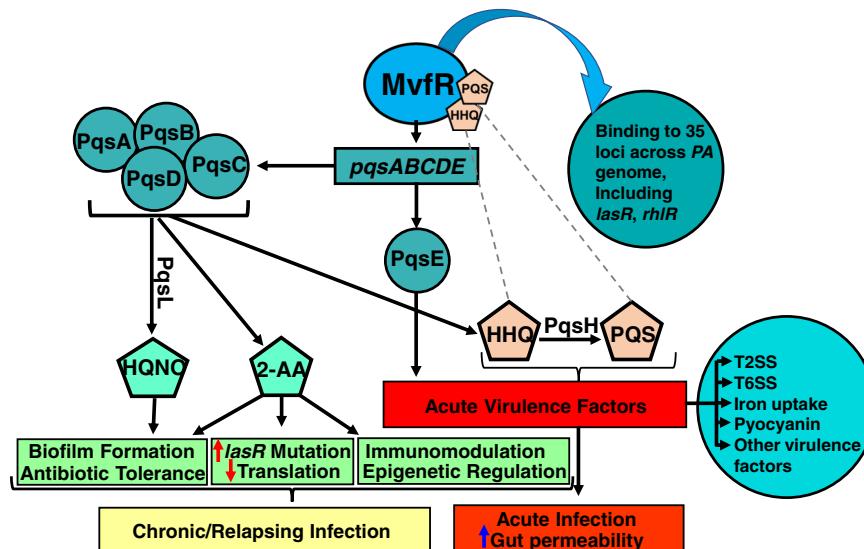 MvfR
PQS
HHQ
Binding to 35
loci across PA
genome,
Including
lasR, rhlR
PqsA
PqsB
PqsC
PqsD
pqsABCDE
PqsE
PqsL
HHQ
PqsH
PQS
HQNO
2-AA
T2SS
T6SS
Iron uptake
Pyocyanin
Other virulence
factors
Acute Virulence Factors
Biofilm Formation
Antibiotic Tolerance
lasR Mutation
Translation
Immunomodulation
Epigenetic Regulation
Chronic/Relapsing Infection
Acute Infection
Gut permeability